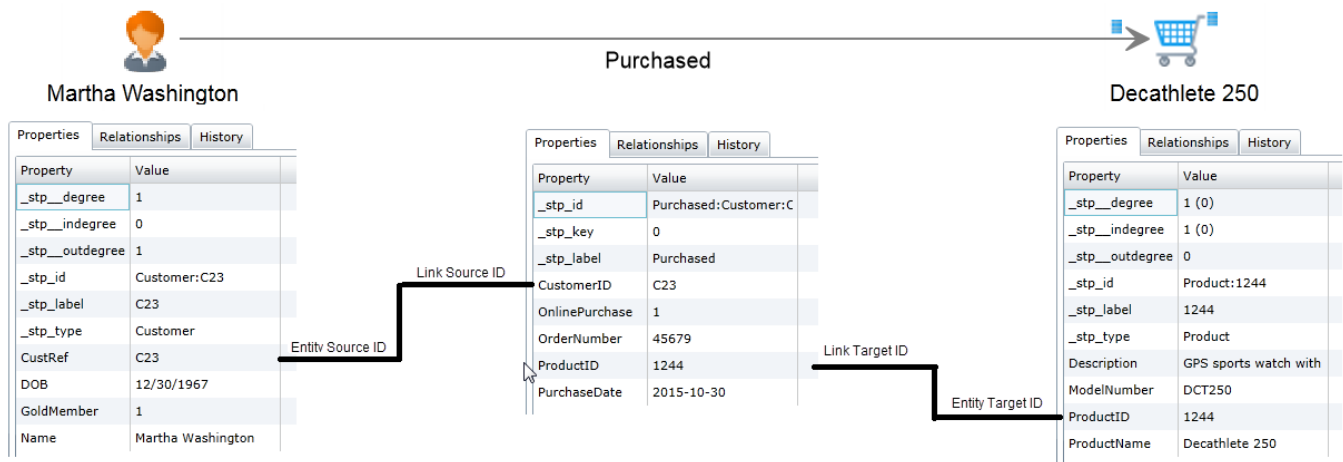 Purchased
Martha Washington
Decathlete 250
Properties Relationships History
Property Value
_stp__degree 1
_stp__indegree 0
_stp__outdegree 1
_stp_id Customer:C23
_stp_label C23
_stp_type Customer
CustRef C23
DOB 12/30/1967
GoldMember 1
Name Martha Washington
Entity Source ID
Link Source ID
Properties Relationships History
Property Value
_stp_id Purchased:Customer:C
_stp_key 0
_stp_label Purchased
CustomerID C23
OnlinePurchase 1
OrderNumber 45679
ProductID 1244
PurchaseDate 2015-10-30
Link Target ID
Entity Target ID
Properties Relationships History
Property Value
_stp__degree 1 (0)
_stp__indegree 1 (0)
_stp__outdegree 0
_stp_id Product:1244
_stp_label 1244
_stp_type Product
Description GPS sports watch with
ModelNumber DCT250
ProductID 1244
ProductName Decathlete 250